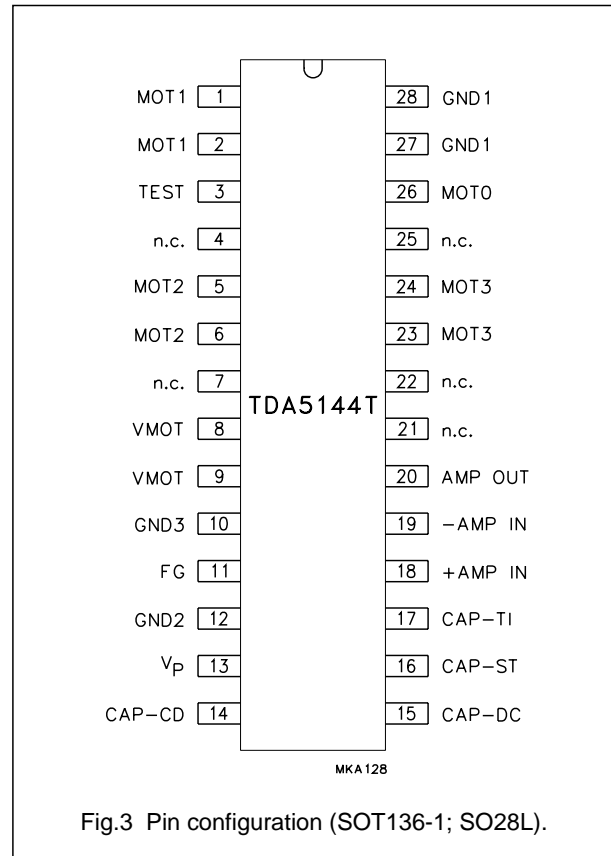 MOT1 1 28 GND1
MOT1 2 27 GND1
TEST 3 26 MOT0
n.c. 4 25 n.c.
MOT2 5 24 MOT3
MOT2 6 23 MOT3
n.c. 7 22 n.c.
TDA5144T
VMOT 8 21 n.c.
VMOT 9 20 AMP OUT
GND3 10 19 -AMP IN
FG 11 18 +AMP IN
GND2 12 17 CAP-TI
VP 13 16 CAP-ST
CAP-CD 14 15 CAP-DC
MKA128
Fig.3 Pin configuration (SOT136-1; SO28L).